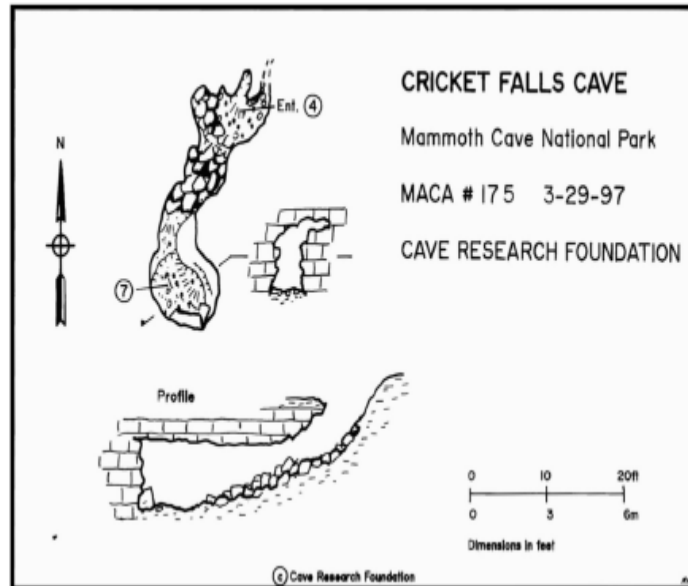 CRICKET FALLS CAVE
Mammoth Cave National Park
MACA # 175 3-29-97
CAVE RESEARCH FOUNDATION
N
Ent. 4
7
Profile
0 10 20ft
0 3 6m
Dimensions in feet
© Cave Research Foundation